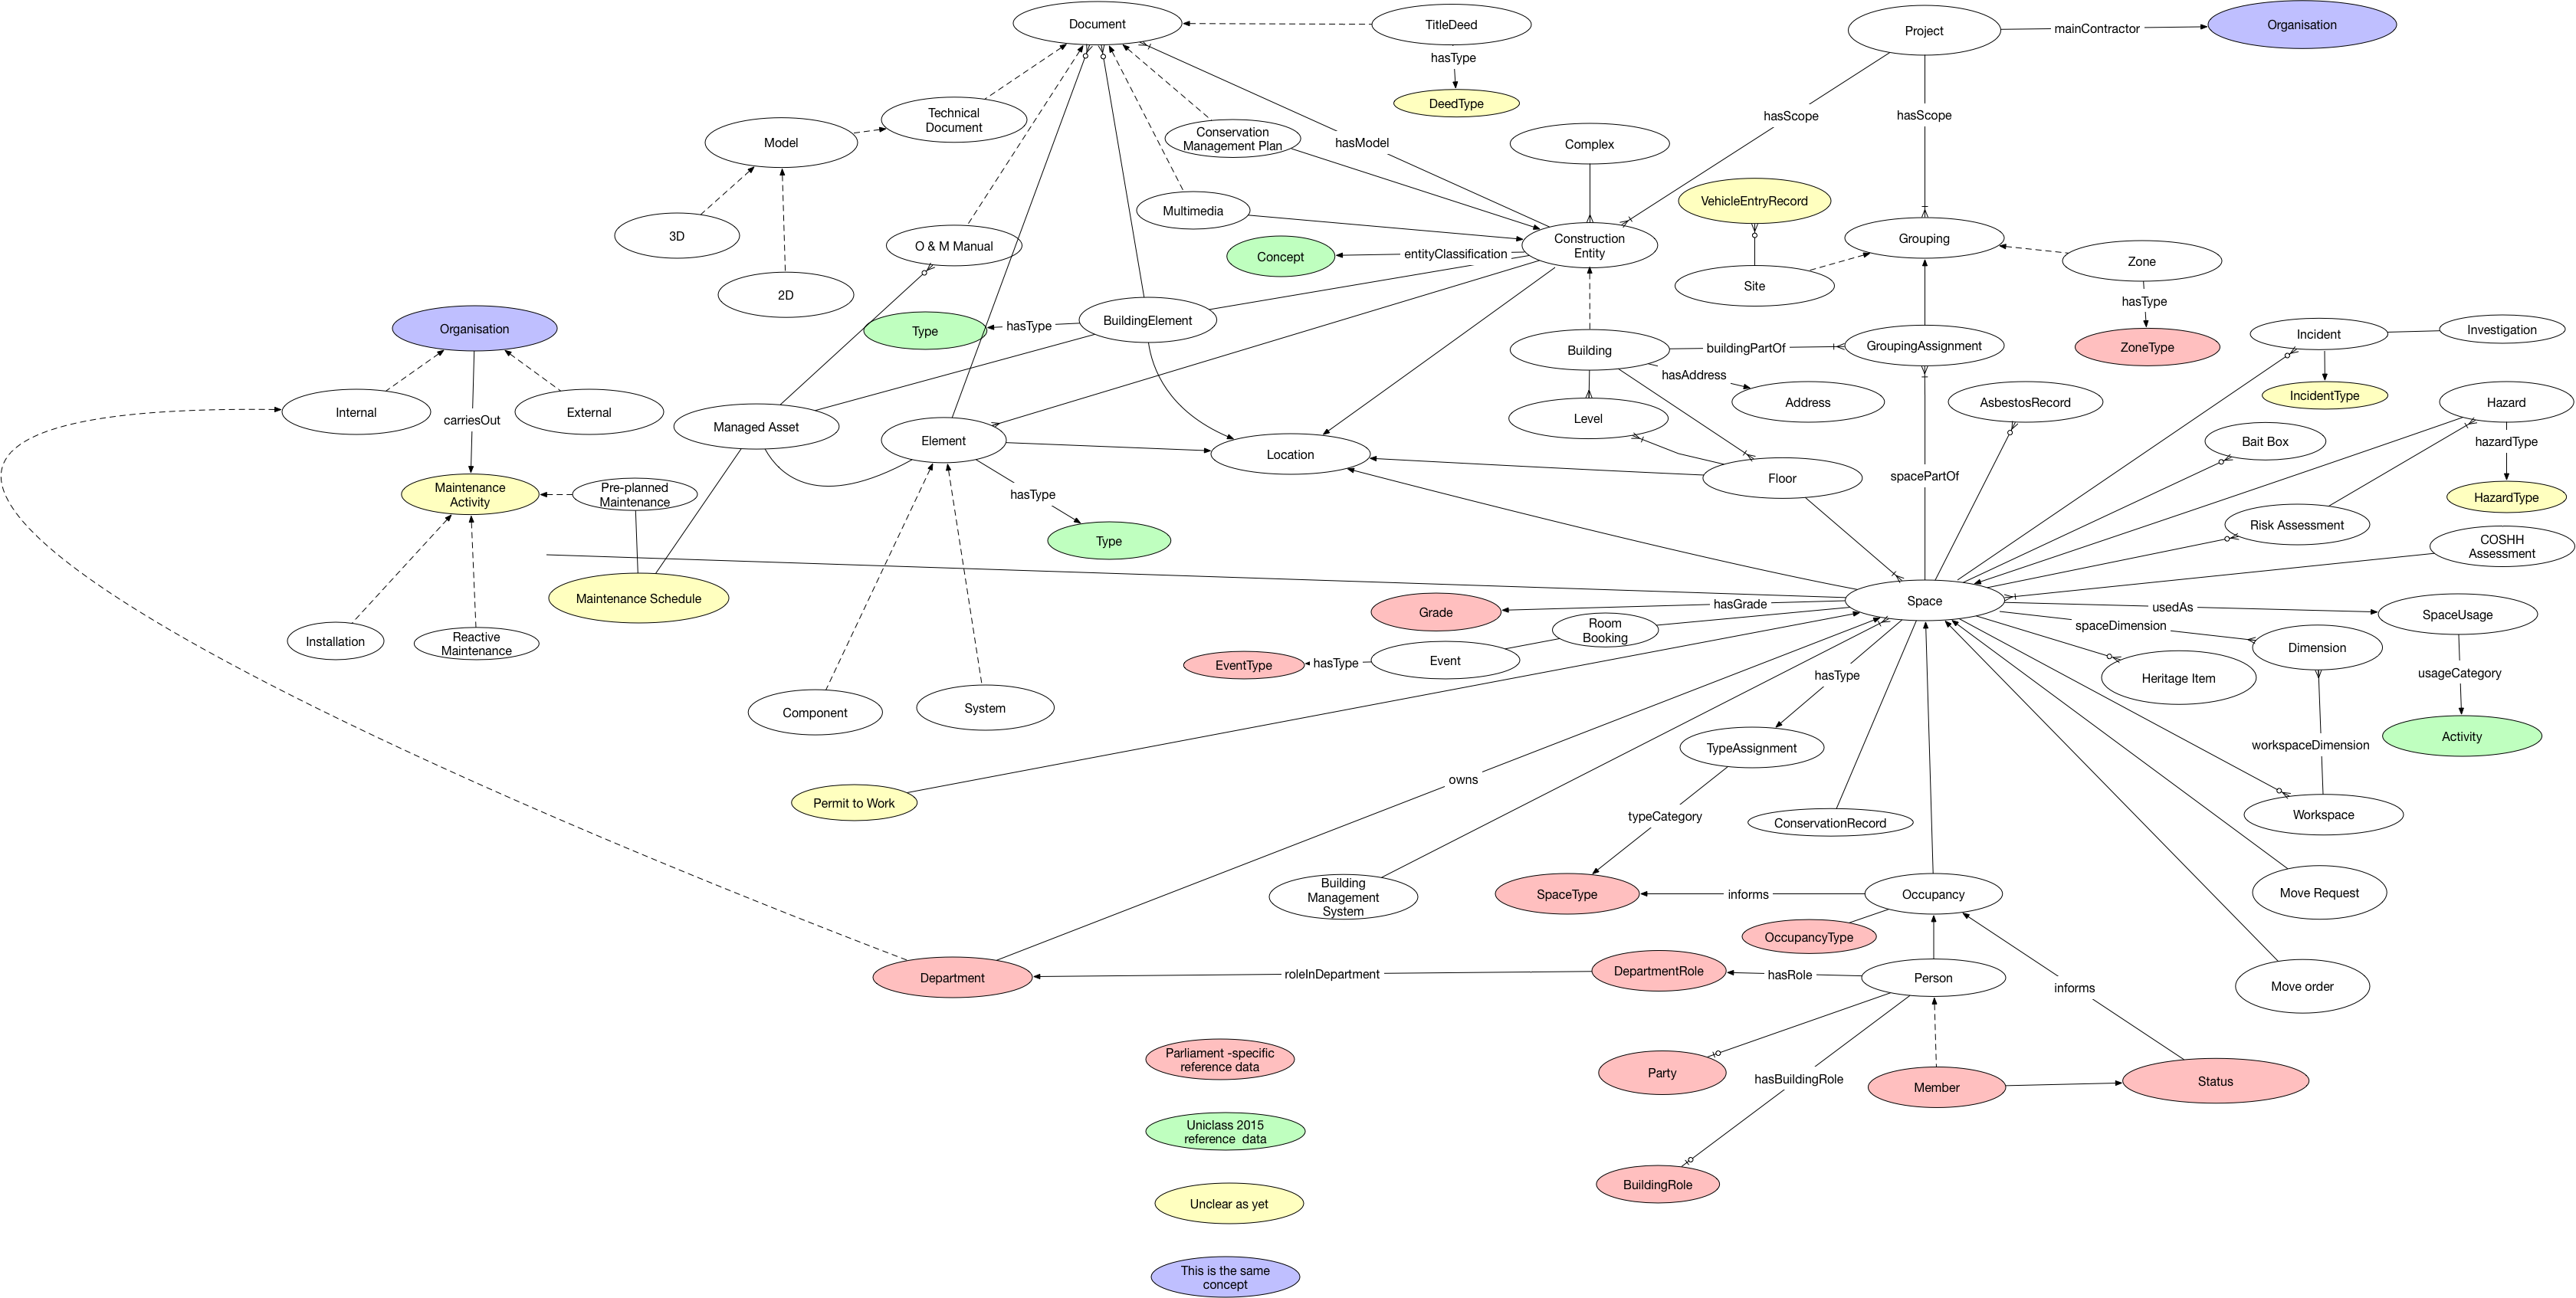 Document
TitleDeed
Project
mainContractor
Organisation
hasType
DeedType
Technical
Document
Model
Conservation
Management Plan
hasModel
Complex
hasScope
hasScope
3D
2D
O & M Manual
Multimedia
Concept
entityClassification
Construction
Entity
VehicleEntryRecord
Site
Grouping
Zone
hasType
ZoneType
Organisation
Internal
External
carriesOut
Type
hasType
BuildingElement
Building
buildingPartOf
GroupingAssignment
hasAddress
Address
Level
Incident
Investigation
IncidentType
AsbestosRecord
Hazard
hazardType
HazardType
Bait Box
Managed Asset
Element
Location
Floor
spacePartOf
Maintenance
Activity
Pre-planned
Maintenance
hasType
Type
Risk Assessment
COSHH
Assessment
Maintenance Schedule
Installation
Reactive
Maintenance
Grade
hasGrade
Space
usedAs
SpaceUsage
Room
Booking
spaceDimension
Dimension
EventType
hasType
Event
hasType
Heritage Item
usageCategory
Activity
Component
System
TypeAssignment
workspaceDimension
Permit to Work
owns
typeCategory
ConservationRecord
Workspace
Building
Management
System
SpaceType
informs
Occupancy
Move Request
OccupancyType
Department
roleInDepartment
DepartmentRole
hasRole
Person
informs
Move order
Parliament -specific
reference data
Party
hasBuildingRole
Member
Status
Uniclass 2015
reference data
BuildingRole
Unclear as yet
This is the same
concept